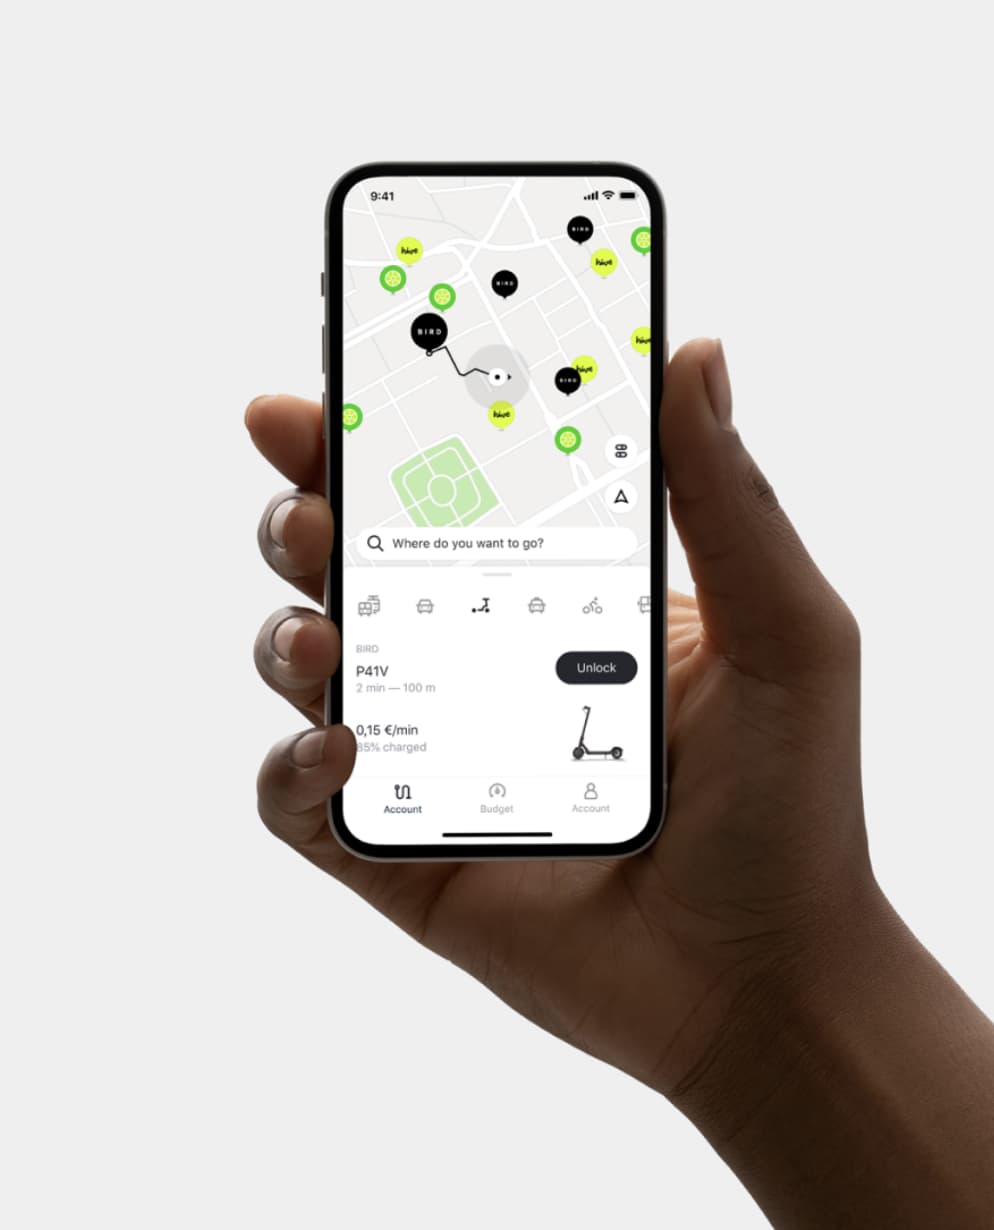 9:41
BIRD
hive
hive
BIRD
BIRD
hive
hive
BIRD
hive
Where do you want to go?
BIRD
P41V
Unlock
2 min — 100 m
0,15 €/min
85% charged
Account
Budget
Account